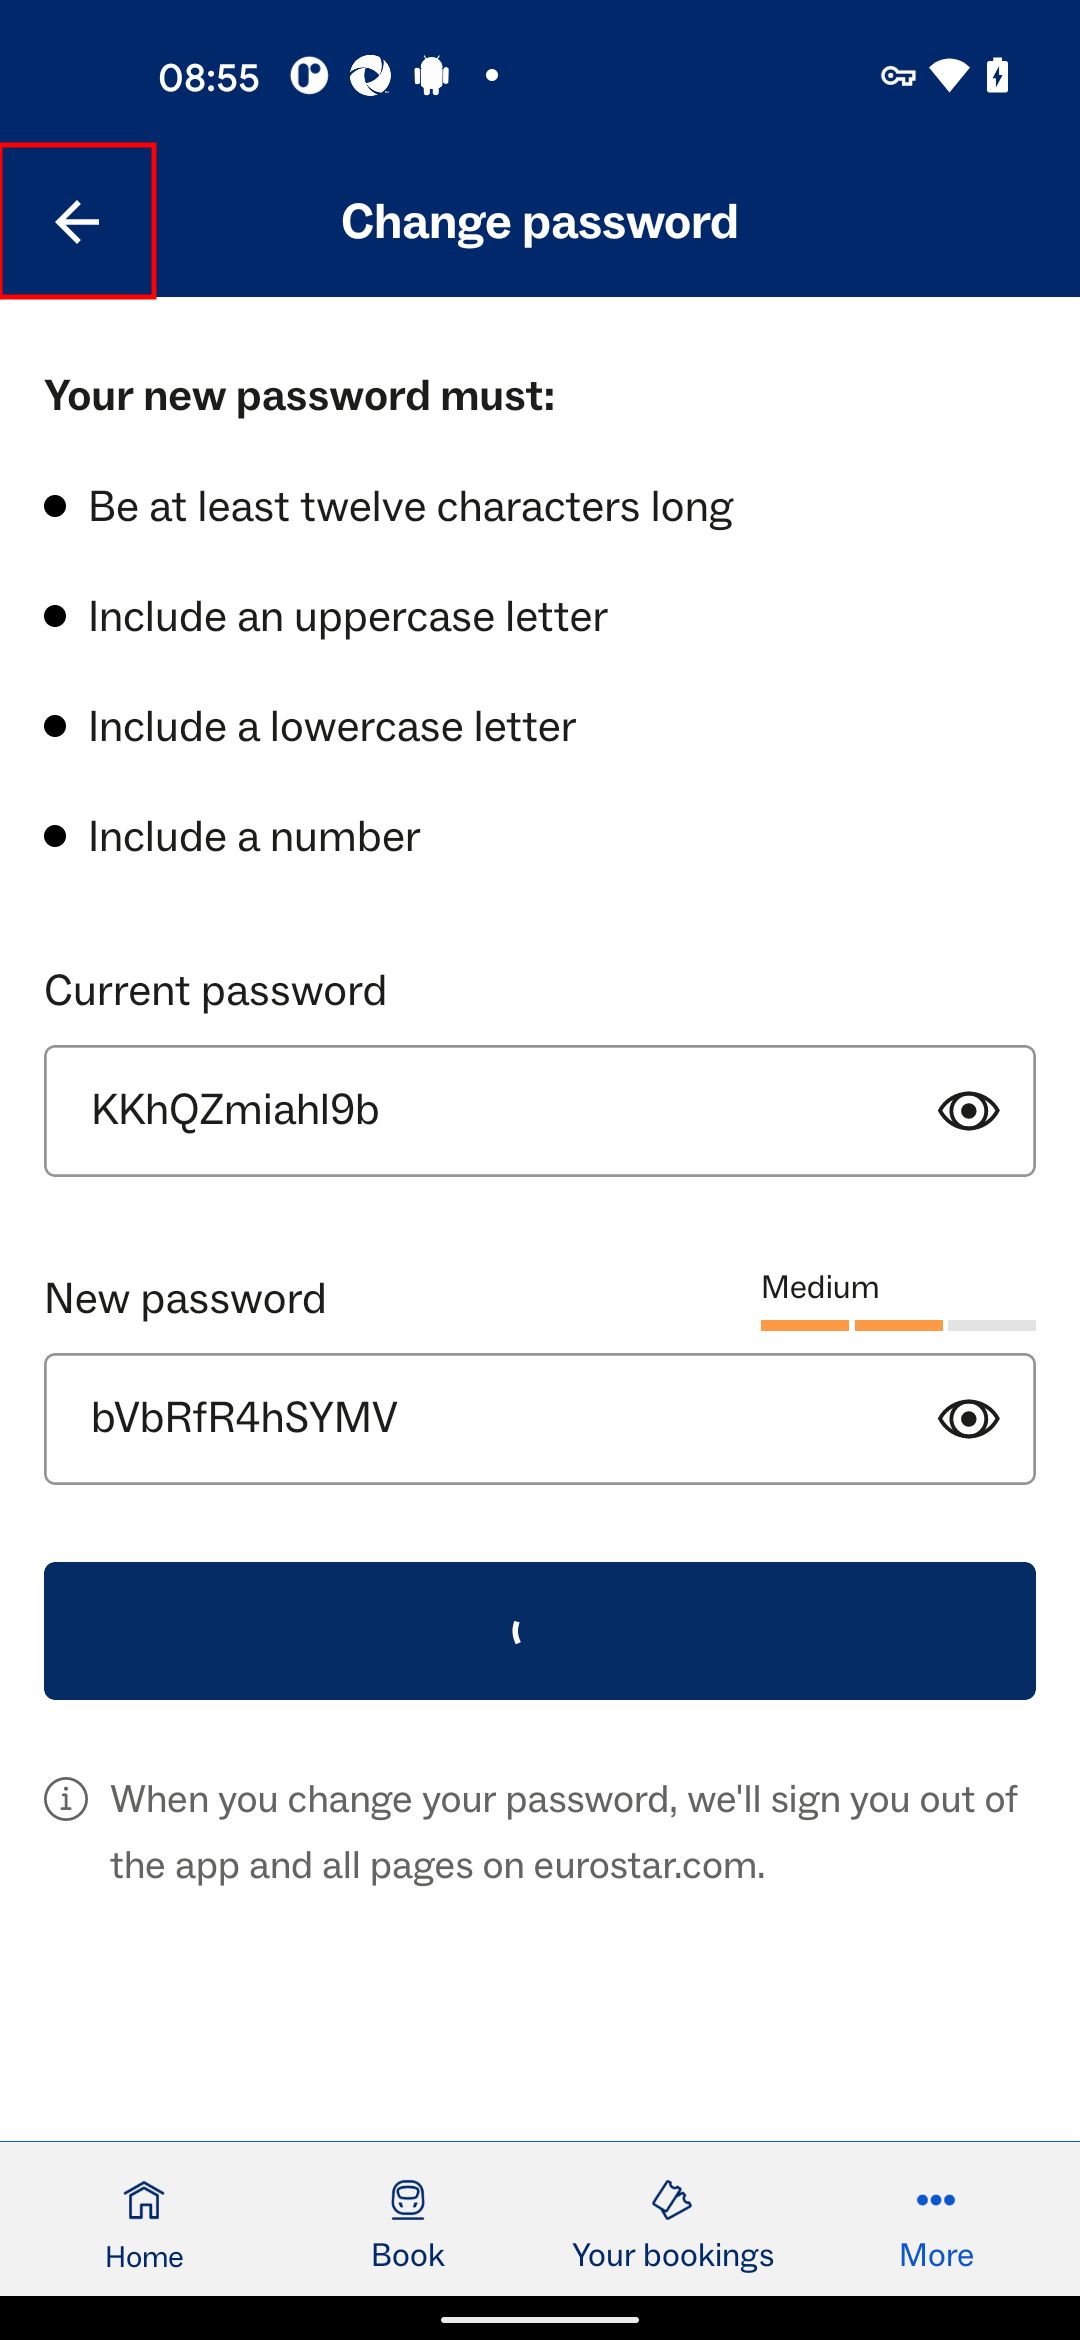 08:55
Change password
Your new password must:
Be at least twelve characters long
Include an uppercase letter
Include a lowercase letter
Include a number
Current password
KKhQZmiahI9b
Medium
New password
bVbRfR4hSYMV
When you change your password, we'll sign you out of
the app and all pages on eurostar.com.
Home
Book
Your bookings
More